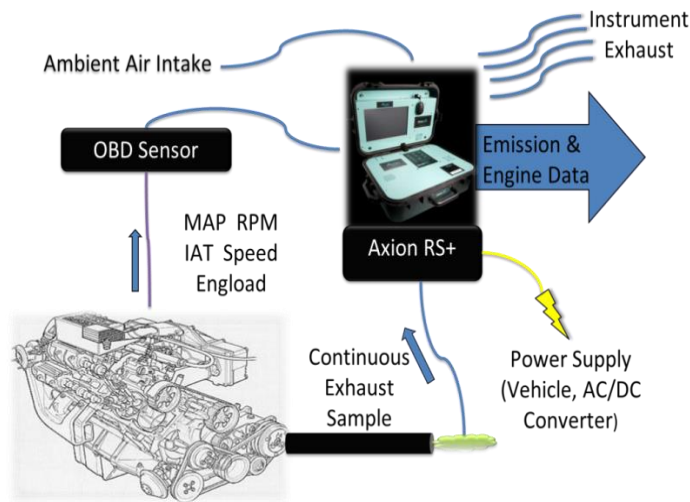 Instrument
Exhaust
Ambient Air Intake
OBD Sensor
Emission &
Engine Data
MAP RPM
IAT Speed
Engload
Axion RS+
Continuous
Exhaust
Sample
Power Supply
(Vehicle, AC/DC
Converter)